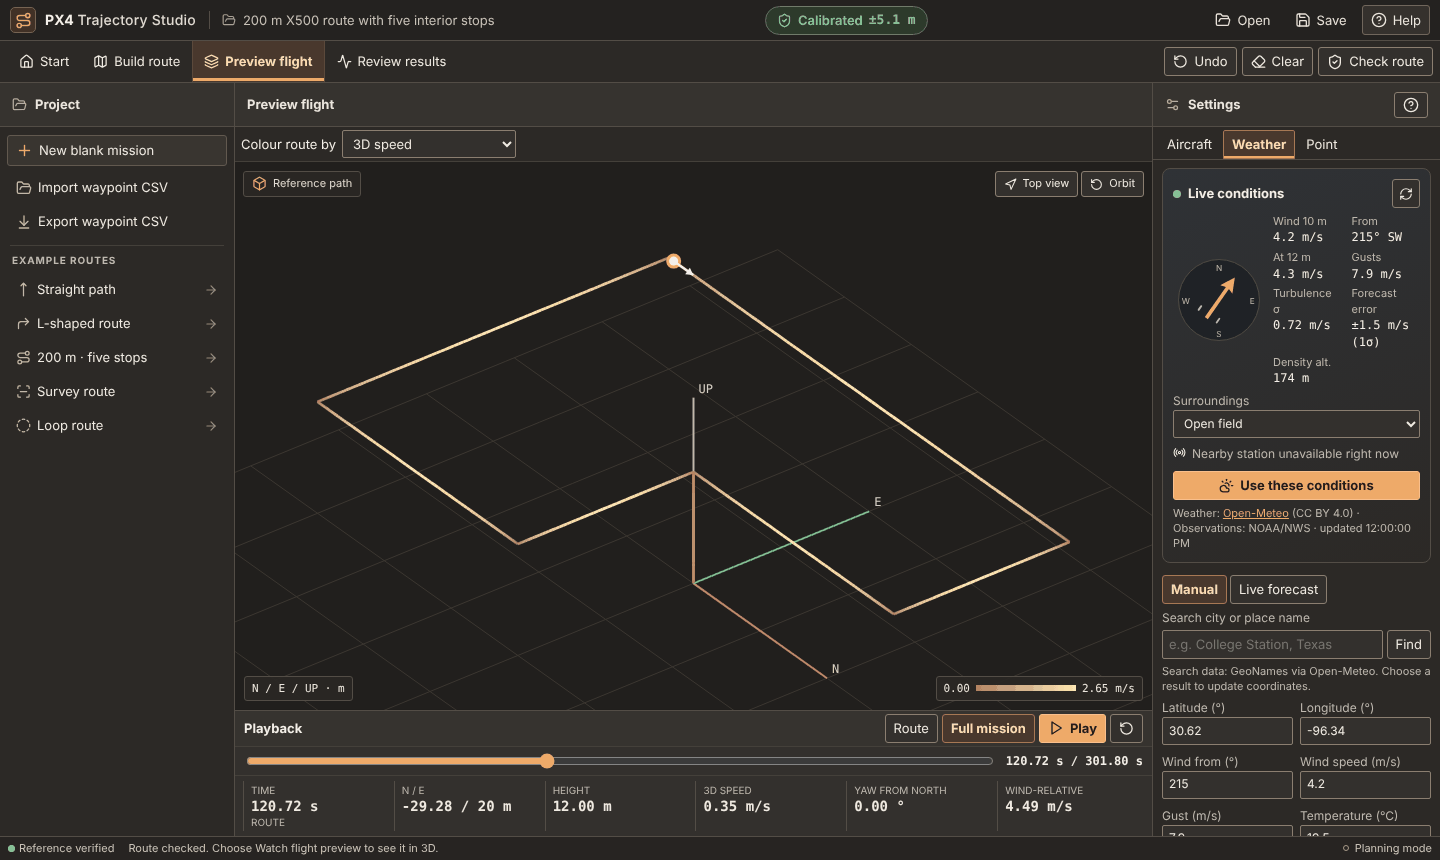 PX4 Trajectory Studio
200 m X500 route with five interior stops
Calibrated ±5.1 m
Open
Save
Help
Start
Build route
Preview flight
Review results
Undo
Clear
Check route
Project
New blank mission
Import waypoint CSV
Export waypoint CSV
EXAMPLE ROUTES
Straight path
L-shaped route
200 m · five stops
Survey route
Loop route
Preview flight
Colour route by
3D speed
Reference path
Top view
Orbit
UP
E
N
N / E / UP · m
0.00
2.65 m/s
Playback
Route
Full mission
Play
120.72 s / 301.80 s
TIME
120.72 s
ROUTE
N / E
-29.28 / 20 m
HEIGHT
12.00 m
3D SPEED
0.35 m/s
YAW FROM NORTH
0.00 °
WIND-RELATIVE
4.49 m/s
Settings
Aircraft
Weather
Point
Live conditions
N
W
E
S
Wind 10 m
4.2 m/s
From
215° SW
At 12 m
4.3 m/s
Gusts
7.9 m/s
Turbulence
σ
0.72 m/s
Forecast
error
±1.5 m/s
(1σ)
Density alt.
174 m
Surroundings
Open field
Nearby station unavailable right now
Use these conditions
Weather: Open-Meteo (CC BY 4.0) ·
Observations: NOAA/NWS · updated 12:00:00
PM
Manual
Live forecast
Search city or place name
e.g. College Station, Texas
Find
Search data: GeoNames via Open-Meteo. Choose a
result to update coordinates.
Latitude (°)
Longitude (°)
30.62
-96.34
Wind from (°)
Wind speed (m/s)
215
4.2
Gust (m/s)
Temperature (°C)
Reference verified
Route checked. Choose Watch flight preview to see it in 3D.
Planning mode